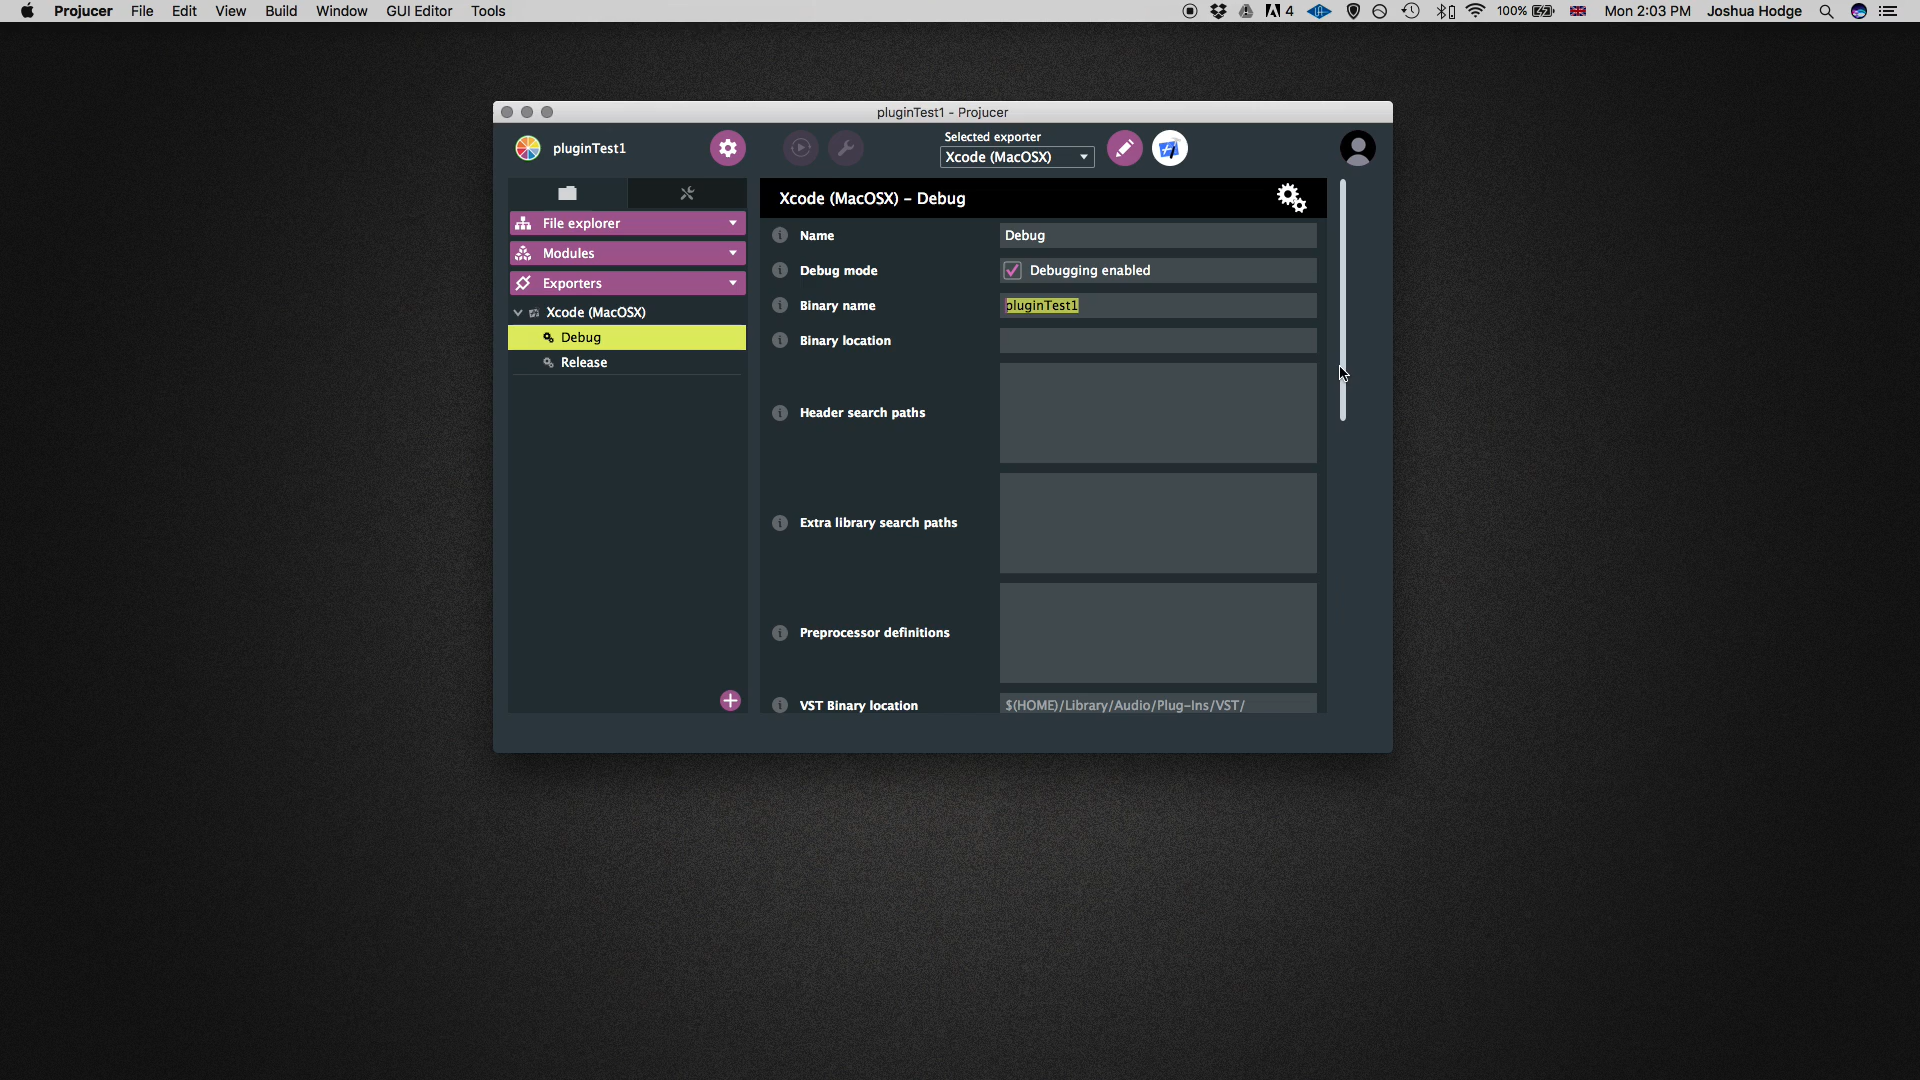 Projucer File Edit View Build Window GUI Editor Tools 4 100% Mon 2:03 PM Joshua Hodge
pluginTest1 - Projucer
pluginTest1
Selected exporter
Xcode (MacOSX)
File explorer
Modules
Exporters
Xcode (MacOSX)
Debug
Release
Xcode (MacOSX) – Debug
Name Debug
Debug mode Debugging enabled
Binary name pluginTest1
Binary location
Header search paths
Extra library search paths
Preprocessor definitions
VST Binary location $(HOME)/Library/Audio/Plug-Ins/VST/